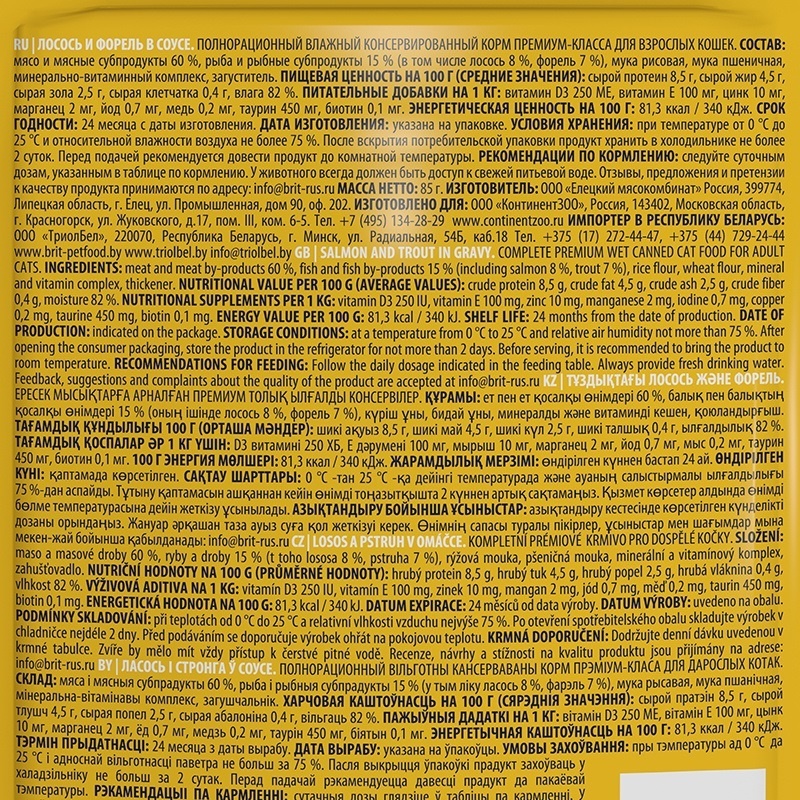 RU | ЛОСОСЬ И ФОРЕЛЬ В СОУСЕ. ПОЛНОРАЦИОННЫЙ ВЛАЖНЫЙ КОНСЕРВИРОВАННЫЙ КОРМ ПРЕМИУМ-КЛАССА ДЛЯ ВЗРОСЛЫХ КОШЕК. СОСТАВ:
мясо и мясные субпродукты 60 %, рыба и рыбные субпродукты 15 % (в том числе лосось 8 %, форель 7 %), мука рисовая, мука пшеничная,
минерально-витаминный комплекс, загуститель. ПИЩЕВАЯ ЦЕННОСТЬ НА 100 Г (СРЕДНИЕ ЗНАЧЕНИЯ): сырой протеин 8,5 г, сырой жир 4,5 г,
сырая зола 2,5 г, сырая клетчатка 0,4 г, влага 82 %. ПИТАТЕЛЬНЫЕ ДОБАВКИ НА 1 КГ: витамин D3 250 МЕ, витамин Е 100 мг, цинк 10 мг,
марганец 2 мг, йод 0,7 мг, медь 0,2 мг, таурин 450 мг, биотин 0,1 мг. ЭНЕРГЕТИЧЕСКАЯ ЦЕННОСТЬ НА 100 Г: 81,3 ккал / 340 кДж. СРОК
ГОДНОСТИ: 24 месяца с даты изготовления. ДАТА ИЗГОТОВЛЕНИЯ: указана на упаковке. УСЛОВИЯ ХРАНЕНИЯ: при температуре от 0 °С до
25 °С и относительной влажности воздуха не более 75 %. После вскрытия потребительской упаковки продукт хранить в холодильнике не более
2 суток. Перед подачей рекомендуется довести продукт до комнатной температуры. РЕКОМЕНДАЦИИ ПО КОРМЛЕНИЮ: следуйте суточным
дозам, указанным в таблице по кормлению. У животного всегда должен быть доступ к свежей питьевой воде. Отзывы, предложения и претензии
к качеству продукта принимаются по адресу: info@brit-rus.ru МАССА НЕТТО: 85 г. ИЗГОТОВИТЕЛЬ: ООО «Елецкий мясокомбинат» Россия, 399774,
Липецкая область, г. Елец, ул. Промышленная, дом 90, оф. 202. ИЗГОТОВЛЕНО ДЛЯ: ООО «КонтинентЗОО», Россия, 143402, Московская область,
г. Красногорск, ул. Жуковского, д.17, пом. III, ком. 6-5. Тел. +7 (495) 134-28-29 www.continentzoo.ru ИМПОРТЕР В РЕСПУБЛИКУ БЕЛАРУСЬ:
ООО «ТриолБел», 220070, Республика Беларусь, г. Минск, ул. Радиальная, 54Б, каб.18 Тел. +375 (17) 272-44-47, +375 (44) 729-24-44
www.brit-petfood.by www.triolbel.by info@triolbel.by GB | SALMON AND TROUT IN GRAVY. COMPLETE PREMIUM WET CANNED CAT FOOD FOR ADULT
CATS. INGREDIENTS: meat and meat by-products 60 %, fish and fish by-products 15 % (including salmon 8 %, trout 7 %), rice flour, wheat flour, mineral
and vitamin complex, thickener. NUTRITIONAL VALUE PER 100 G (AVERAGE VALUES): crude protein 8,5 g, crude fat 4,5 g, crude ash 2,5 g, crude fiber
0,4 g, moisture 82 %. NUTRITIONAL SUPPLEMENTS PER 1 KG: vitamin D3 250 IU, vitamin E 100 mg, zinc 10 mg, manganese 2 mg, iodine 0,7 mg, copper
0,2 mg, taurine 450 mg, biotin 0,1 mg. ENERGY VALUE PER 100 G: 81,3 kcal / 340 kJ. SHELF LIFE: 24 months from the date of production. DATE OF
PRODUCTION: indicated on the package. STORAGE CONDITIONS: at a temperature from 0 °C to 25 °C and relative air humidity not more than 75 %. After
opening the consumer packaging, store the product in the refrigerator for not more than 2 days. Before serving, it is recommended to bring the product to
room temperature. RECOMMENDATIONS FOR FEEDING: Follow the daily dosage indicated in the feeding table. Always provide fresh drinking water.
Feedback, suggestions and complaints about the quality of the product are accepted at info@brit-rus.ru KZ | ТҰЗДЫҚТАҒЫ ЛОСОСЬ ЖӘНЕ ФОРЕЛЬ.
ЕРЕСЕК МЫСЫҚТАРҒА АРНАЛҒАН ПРЕМИУМ ТОЛЫҚ ЫЛҒАЛДЫ КОНСЕРВІЛЕР. ҚҰРАМЫ: ет пен ет қосалқы өнімдері 60 %, балық пен балықтың
қосалқы өнімдері 15 % (оның ішінде лосось 8 %, форель 7 %), күріш ұны, бидай ұны, минералды және витаминді кешен, қоюландырғыш.
ТАҒАМДЫҚ ҚҰНДЫЛЫҒЫ 100 Г (ОРТАША МӘНДЕР): шикі ақуыз 8,5 г, шикі май 4,5 г, шикі күл 2,5 г, шикі талшық 0,4 г, ылғалдылық 82 %.
ТАҒАМДЫҚ ҚОСПАЛАР ӘР 1 КГ ҮШІН: D3 витамині 250 ХБ, Е дәрумені 100 мг, мырыш 10 мг, марганец 2 мг, йод 0,7 мг, мыс 0,2 мг, таурин
450 мг, биотин 0,1 мг. 100 Г ЭНЕРГИЯ МӨЛШЕРІ: 81,3 ккал / 340 кДж. ЖАРАМДЫЛЫҚ МЕРЗІМІ: өндірілген күннен бастап 24 ай. ӨНДІРІЛГЕН
КҮНІ: қаптамада көрсетілген. САҚТАУ ШАРТТАРЫ: 0 °С -тан 25 °С -қа дейінгі температурада және ауаның салыстырмалы ылғалдылығы
75 %-дан аспайды. Тұтыну қаптамасын ашқаннан кейін өнімді тоңазытқышта 2 күннен артық сақтамаңыз. Қызмет көрсетер алдында өнімді
бөлме температурасына дейін жеткізу ұсынылады. АЗЫҚТАНДЫРУ БОЙЫНША ҰСЫНЫСТАР: азықтандыру кестесінде көрсетілген күнделікті
дозаны орындаңыз. Жануар әрқашан таза ауыз суға қол жеткізуі керек. Өнімнің сапасы туралы пікірлер, ұсыныстар мен шағымдар мына
мекен-жай бойынша қабылданады: info@brit-rus.ru CZ | LOSOS A PSTRUH V OMÁČCE. KOMPLETNÍ PRÉMIOVÉ KRMIVO PRO DOSPĚLÉ KOČKY. SLOŽENÍ:
maso a masové droby 60 %, ryby a droby 15 % (t toho lososa 8 %, pstruha 7 %), rýžová mouka, pšeničná mouka, minerální a vitamínový komplex,
zahušťovadlo. NUTRIČNÍ HODNOTY NA 100 G (PRŮMĚRNÉ HODNOTY): hrubý protein 8,5 g, hrubý tuk 4,5 g, hrubý popel 2,5 g, hrubá vláknina 0,4 g,
vlhkost 82 %. VÝŽIVOVÁ ADITIVA NA 1 KG: vitamín D3 250 IU, vitamín E 100 mg, zinek 10 mg, mangan 2 mg, jód 0,7 mg, měď 0,2 mg, taurin 450 mg,
biotin 0,1 mg. ENERGETICKÁ HODNOTA NA 100 G: 81,3 kcal / 340 kJ. DATUM EXPIRACE: 24 měsíců od data výroby. DATUM VÝROBY: uvedeno na obalu.
PODMÍNKY SKLADOVÁNÍ: při teplotách od 0 °C do 25 °C a relativní vlhkosti vzduchu nejvýše 75 %. Po otevření spotřebitelského obalu skladujte výrobek v
chladničce nejdéle 2 dny. Před podáváním se doporučuje výrobek ohřát na pokojovou teplotu. KRMNÁ DOPORUČENÍ: Dodržujte denní dávku uvedenou v
krmné tabulce. Zvíře by mělo mít vždy přístup k čerstvé pitné vodě. Recenze, návrhy a stížnosti na kvalitu produktu jsou přijímány na adrese:
info@brit-rus.ru BY | ЛАСОСЬ І СТРОНГА Ў СОУСЕ. ПОЛНОРАЦИОННЫЙ ВІЛЬГОТНЫ КАНСЕРВАВАНЫ КОРМ ПРЭМІУМ-КЛАСА ДЛЯ ДАРОСЛЫХ КОТАК.
СКЛАД: мяса і мясныя субпрадукты 60 %, рыба і рыбныя субпрадукты 15 % (у тым ліку ласось 8 %, фарэль 7 %), мука рысавая, мука пшанічная,
мінеральна-вітамінавы комплекс, загушчальнік. ХАРЧОВАЯ КАШТОЎНАСЦЬ НА 100 Г (СЯРЭДНІЯ ЗНАЧЭННЯ): сырой пратэін 8,5 г, сырой
тлушч 4,5 г, сырая попел 2,5 г, сырая абалоніна 0,4 г, вільгаць 82 %. ПАЖЫЎНЫЯ ДАДАТКІ НА 1 КГ: вітамін D3 250 МЕ, вітамін Е 100 мг, цынк
10 мг, марганец 2 мг, ёд 0,7 мг, медзь 0,2 мг, таурін 450 мг, біятын 0,1 мг. ЭНЕРГЕТЫЧНАЯ КАШТОЎНАСЦЬ НА 100 Г: 81,3 ккал / 340 кДж.
ТЭРМІН ПРЫДАТНАСЦІ: 24 месяца з даты вырабу. ДАТА ВЫРАБУ: указана на ўпакоўцы. УМОВЫ ЗАХОЎВАННЯ: пры тэмпературы ад 0 °С да
25 °С і адноснай вільготнасці паветра не больш за 75 %. Пасля выкрыцця ўпакоўкі прадукт захоўваць у
халадзільніку не больш за 2 сутак. Перад падачай рэкамендуецца давесці прадукт да пакаёвай
тэмпературы. РЭКАМЕНДАЦЫІ ПА КАРМЛЕННІ: сутачныя дозы глядзіце ў табліцы па кармленні. У